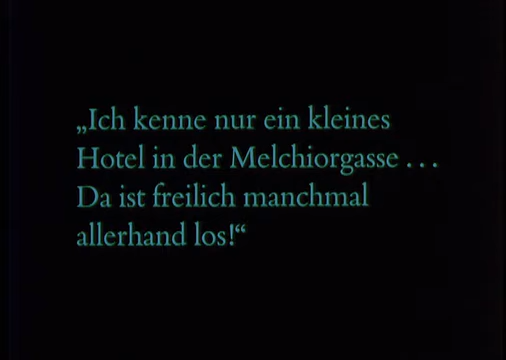 „Ich kenne nur ein kleines
Hotel in der Melchiorgasse . . .
Da ist freilich manchmal
allerhand los!“